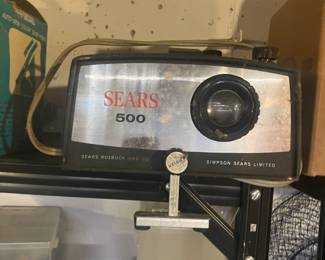 SEARS
500
SEARS ROEBUCK AND CO
SIMPSON SEARS LIMITED